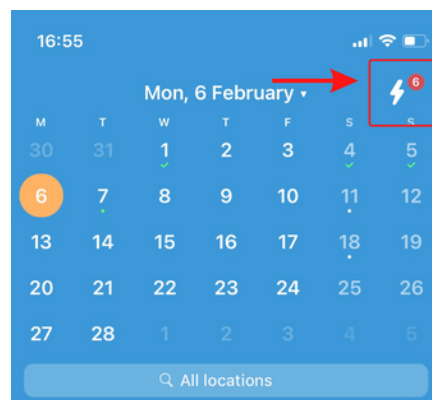 16:55
Mon, 6 February
6
M T W T F S S
30 31 1 2 3 4 5
6 7 8 9 10 11 12
13 14 15 16 17 18 19
20 21 22 23 24 25 26
27 28 1 2 3 4 5
All locations